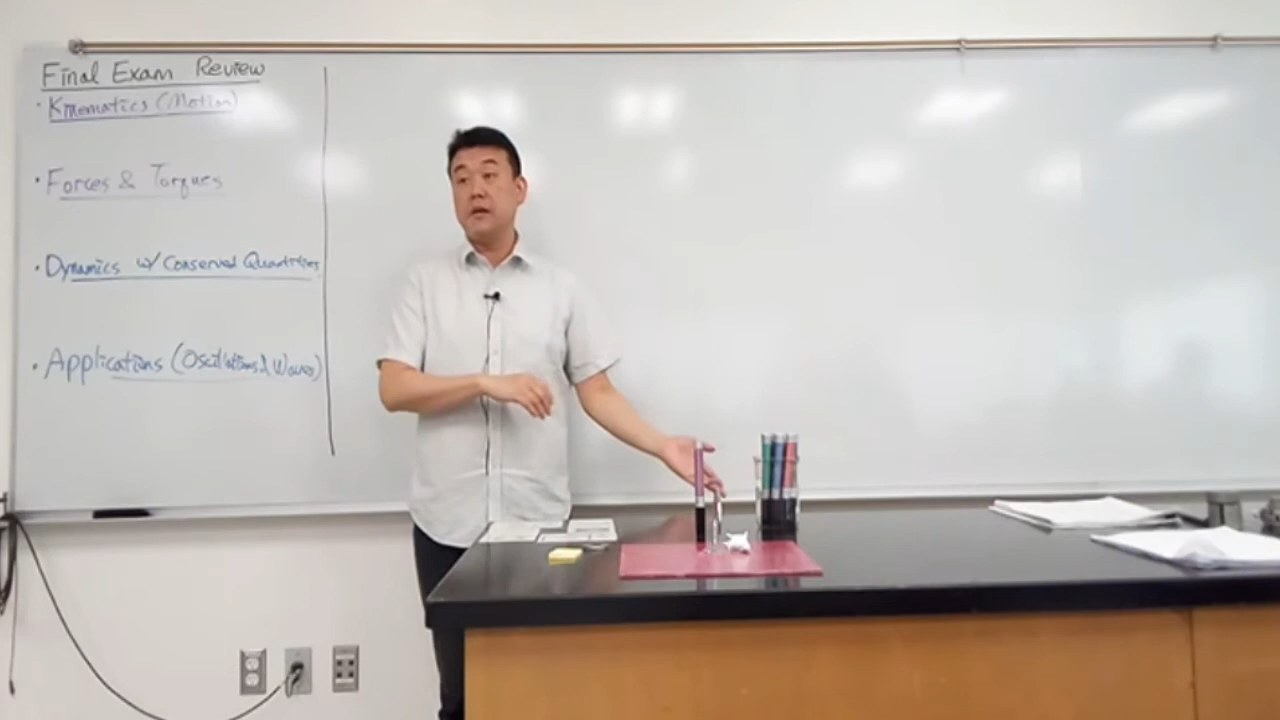 Final Exam Review
· Kinematics (Motion)
· Forces & Torques
· Dynamics w/ Conserved Quantities
· Applications (Oscillations & Waves)